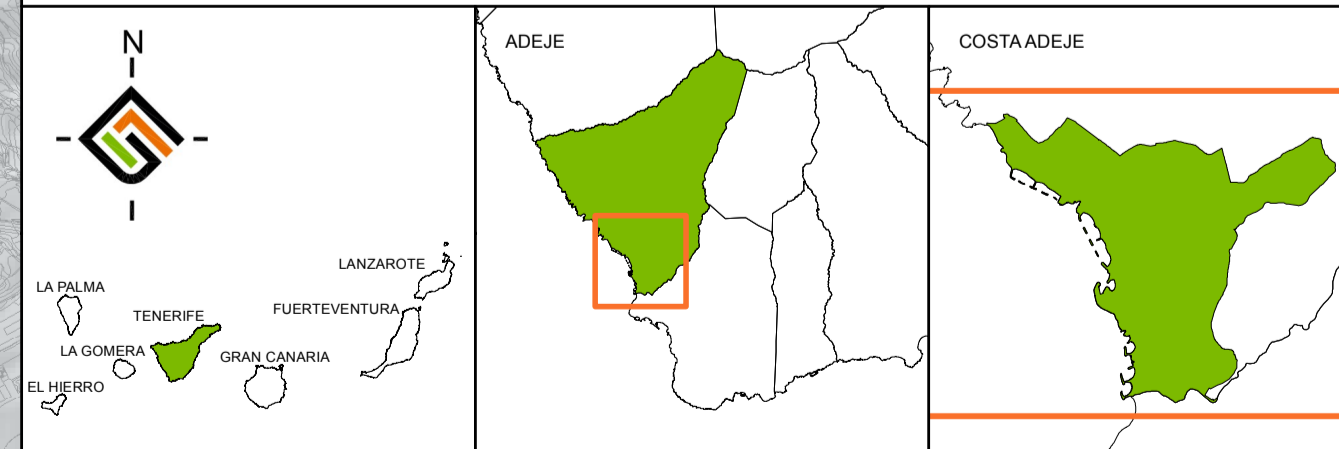 N
ADEJE
COSTA ADEJE
LANZAROTE
LA PALMA
FUERTEVENTURA
TENERIFE
LA GOMERA
GRAN CANARIA
EL HIERRO